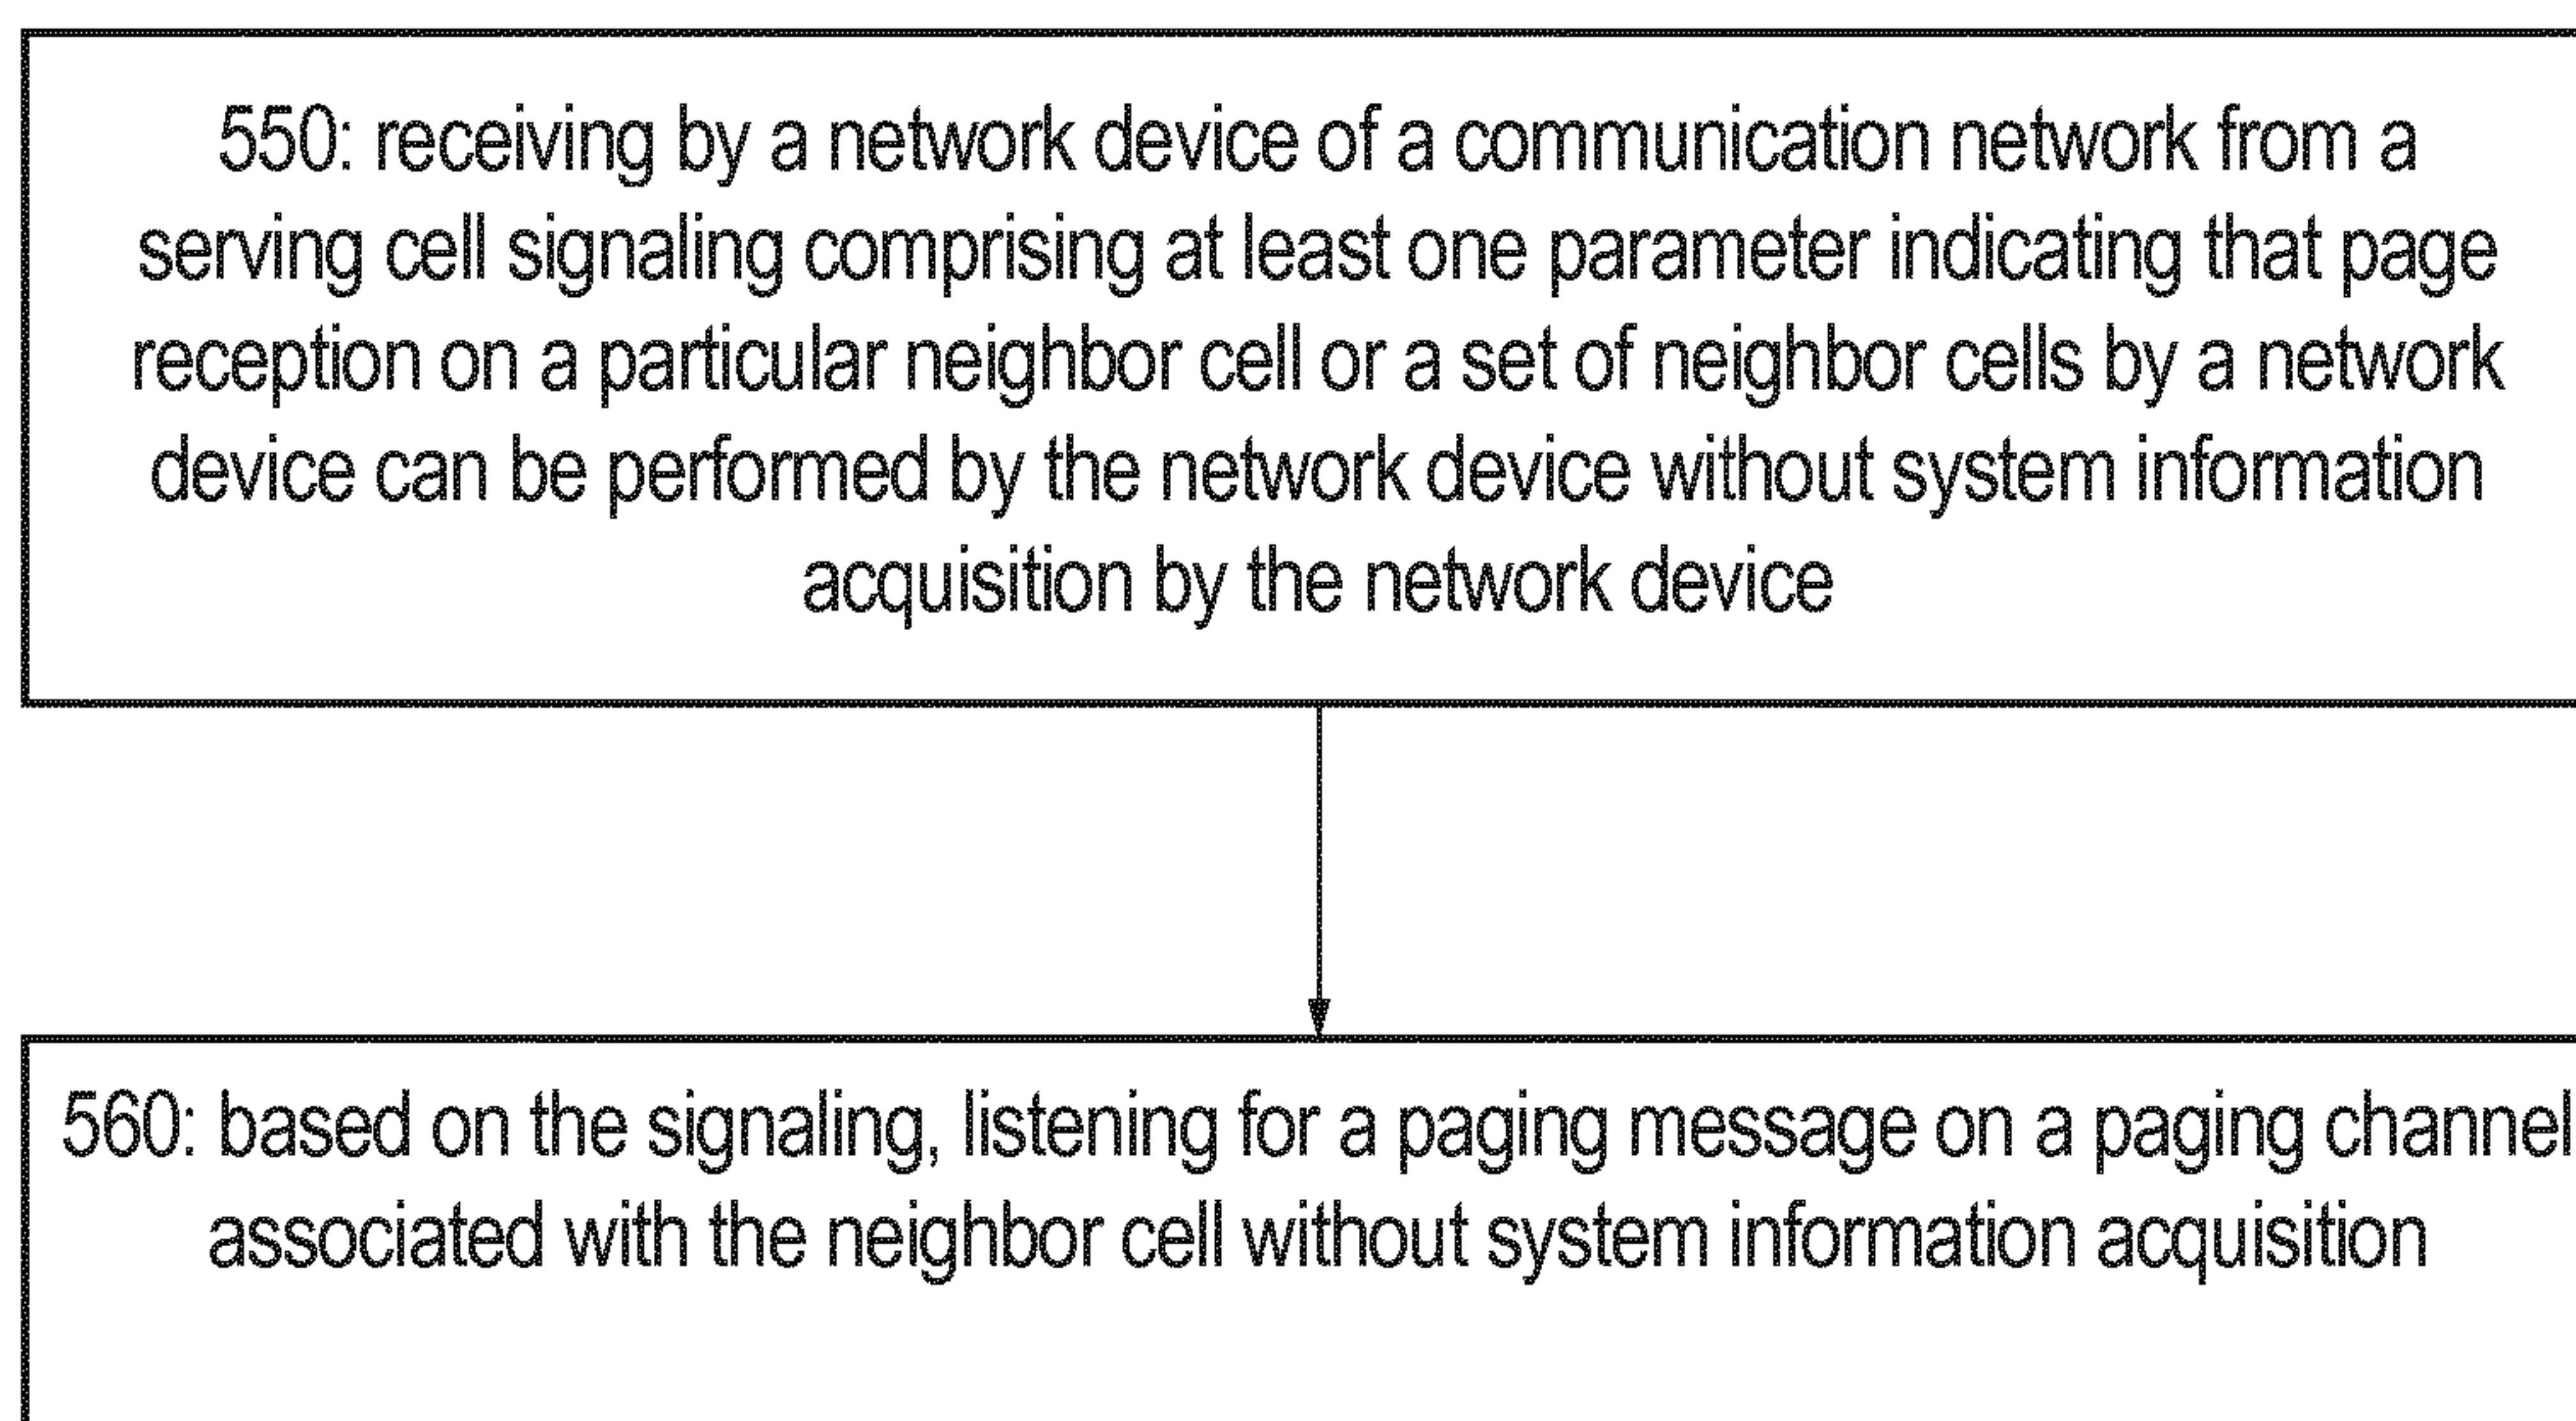 550: receiving by a network device of a communication network from a
serving cell signaling comprising at least one parameter indicating that page
reception on a particular neighbor cell or a set of neighbor cells by a network
device can be performed by the network device without system information
acquisition by the network device
560: based on the signaling, listening for a paging message on a paging channel
associated with the neighbor cell without system information acquisition